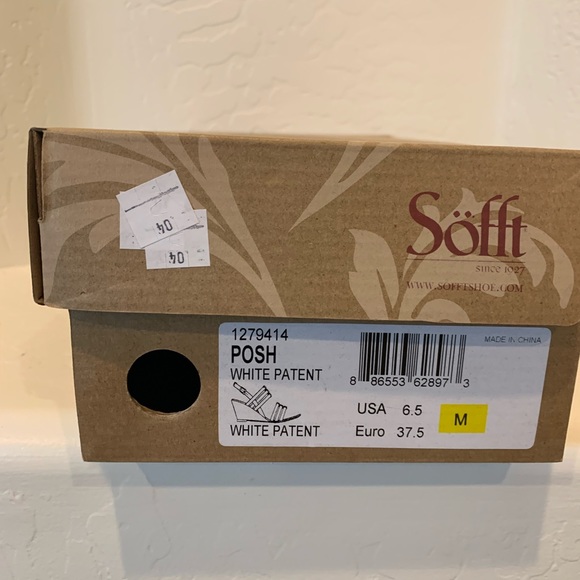 04
04
Söfft
since 1927
WWW.SOFFTSHOE.COM
1279414
POSH
WHITE PATENT
WHITE PATENT
8 86553 62897 3
MADE IN CHINA
USA 6.5
Euro 37.5
M